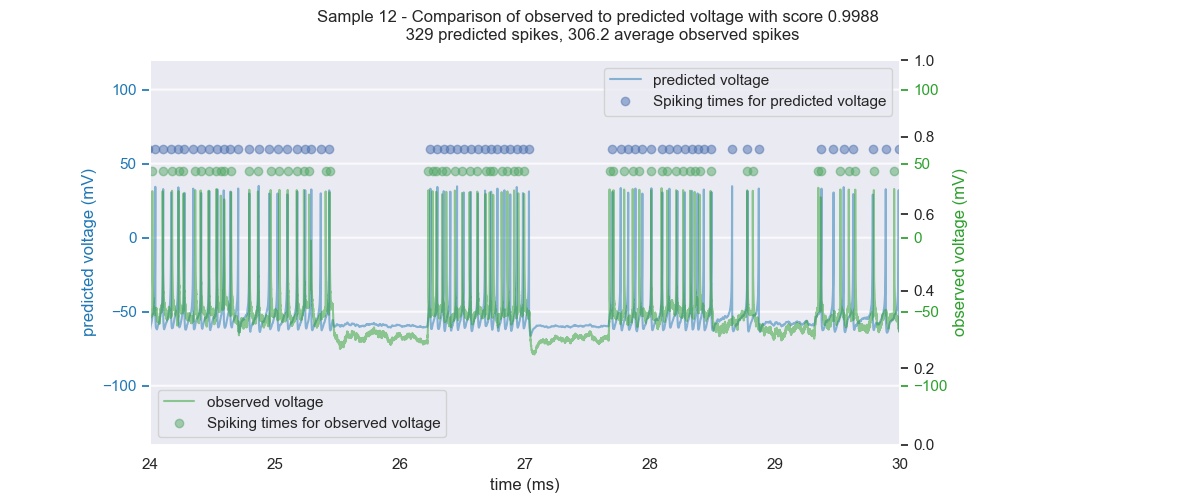 Sample 12 - Comparison of observed to predicted voltage with score 0.9988
329 predicted spikes, 306.2 average observed spikes
predicted voltage
Spiking times for predicted voltage
100
50
0
−50
−100
predicted voltage (mV)
1.0
0.8
0.6
0.4
0.2
0.0
100
50
0
−50
−100
observed voltage (mV)
observed voltage
Spiking times for observed voltage
24 25 26 27 28 29 30
time (ms)